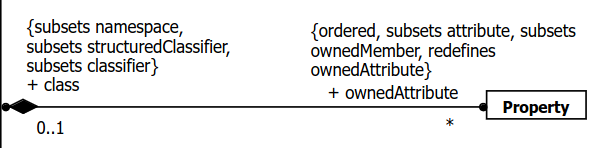 {subsets namespace,
subsets structuredClassifier,
subsets classifier}
+ class
0..1
{ordered, subsets attribute, subsets
ownedMember, redefines
ownedAttribute}
+ ownedAttribute
*
Property